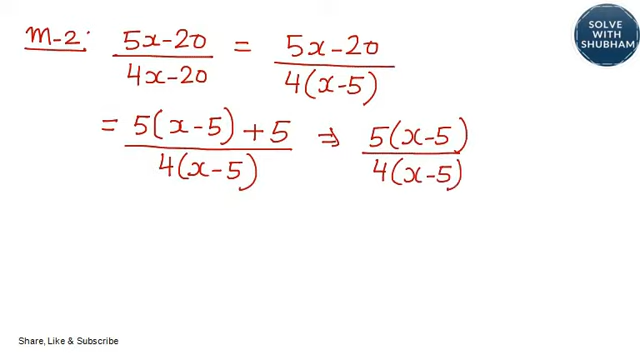 M-2: (5x-20)/(4x-20) = (5x-20)/(4(x-5))
= (5(x-5)+5)/(4(x-5)) ⇒ (5(x-5))/(4(x-5))
SOLVE
WITH
SHUBHAM
Share, Like & Subscribe